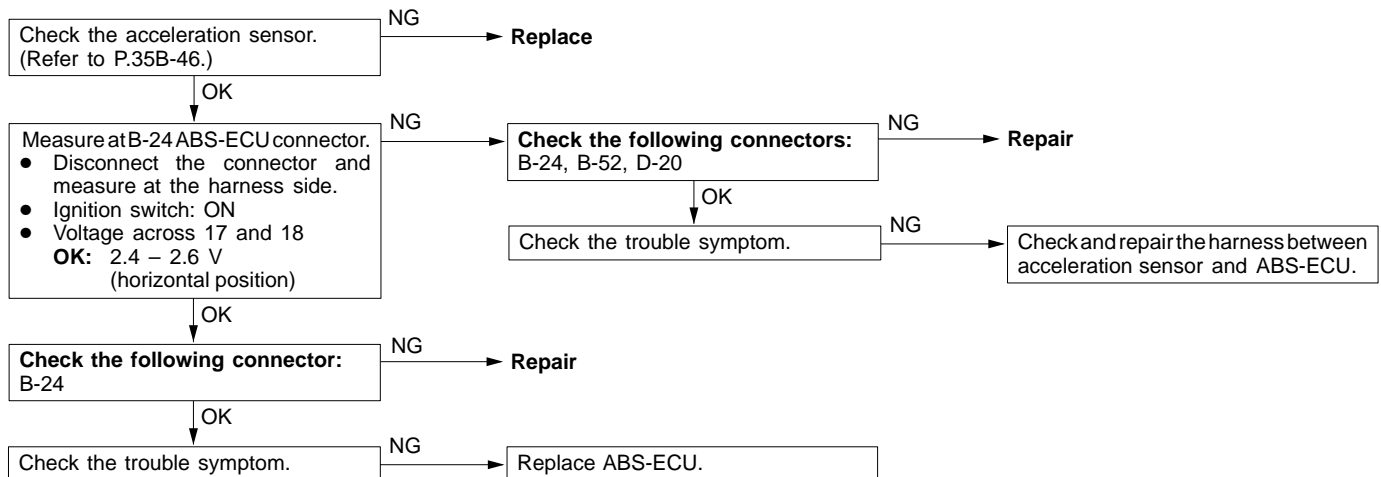 Check the acceleration sensor.
(Refer to P.35B-46.)
NG
Replace
OK
Measure at B-24 ABS-ECU connector.
● Disconnect the connector and
measure at the harness side.
● Ignition switch: ON
● Voltage across 17 and 18
OK: 2.4 – 2.6 V
(horizontal position)
NG
Check the following connectors:
B-24, B-52, D-20
NG
Repair
OK
Check the trouble symptom.
NG
Check and repair the harness between
acceleration sensor and ABS-ECU.
OK
Check the following connector:
B-24
NG
Repair
OK
Check the trouble symptom.
NG
Replace ABS-ECU.